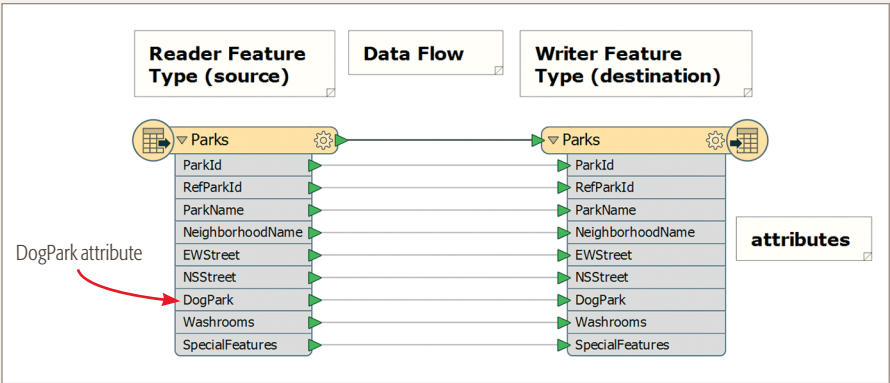 Reader Feature
Type (source)
Data Flow
Writer Feature
Type (destination)
Parks
ParkId
RefParkId
ParkName
NeighborhoodName
EWStreet
NSStreet
DogPark
Washrooms
SpecialFeatures
Parks
ParkId
RefParkId
ParkName
NeighborhoodName
EWStreet
NSStreet
DogPark
Washrooms
SpecialFeatures
attributes
DogPark attribute